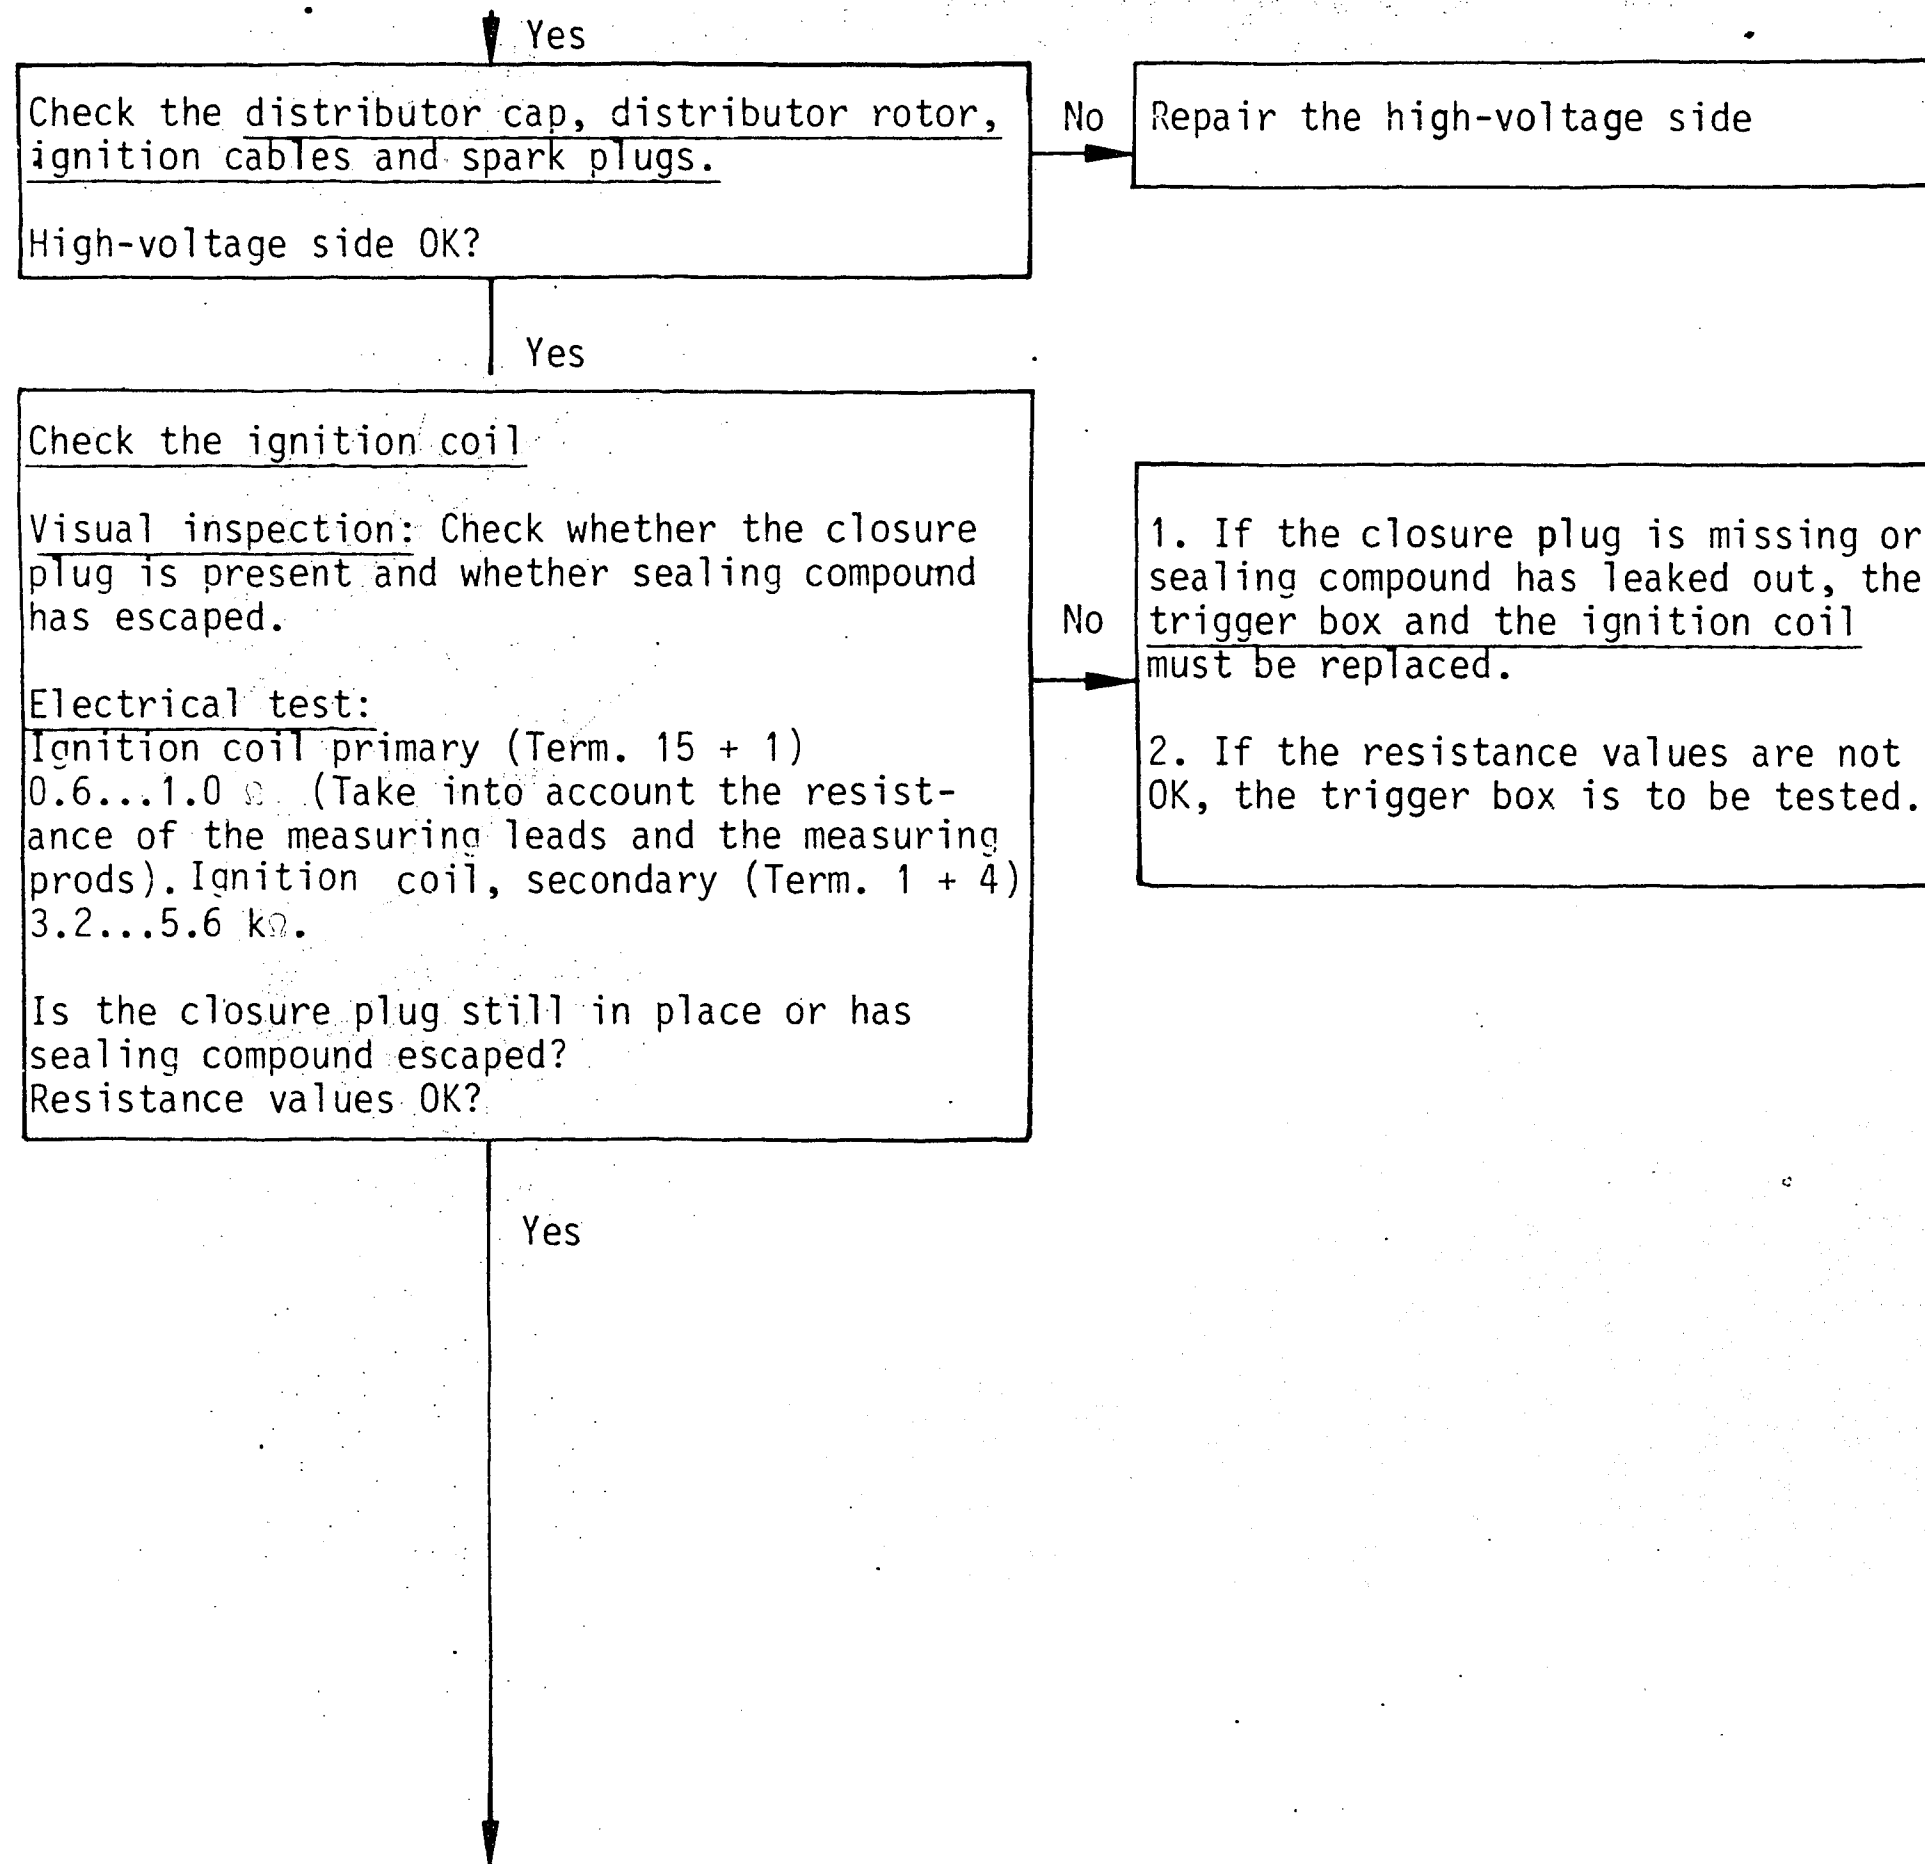 Yes
Check the distributor cap, distributor rotor,
ignition cables and spark plugs.
High-voltage side OK?
No
Repair the high-voltage side
Yes
Check the ignition coil
Visual inspection: Check whether the closure
plug is present and whether sealing compound
has escaped.
Electrical test:
Ignition coil primary (Term. 15 + 1)
0.6...1.0 Ω (Take into account the resist-
ance of the measuring leads and the measuring
prods). Ignition coil, secondary (Term. 1 + 4)
3.2...5.6 kΩ.
Is the closure plug still in place or has
sealing compound escaped?
Resistance values OK?
No
1. If the closure plug is missing or
sealing compound has leaked out, the
trigger box and the ignition coil
must be replaced.
2. If the resistance values are not
OK, the trigger box is to be tested.
Yes